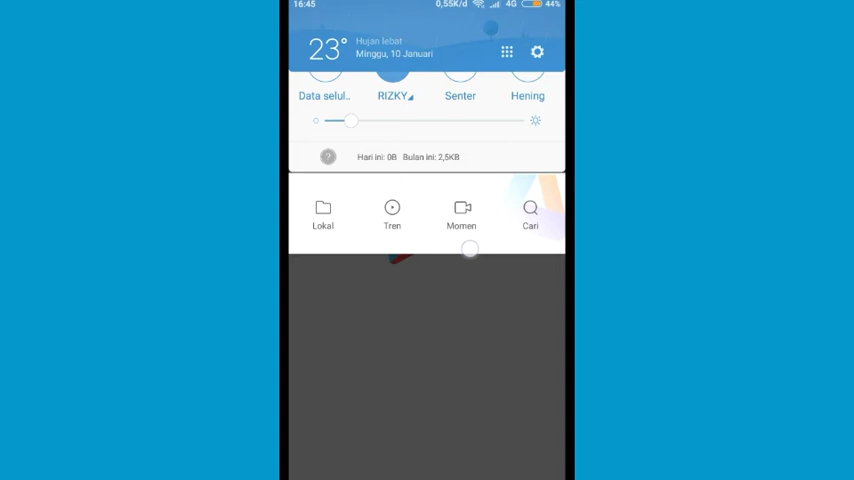 16:45 0,55K/d 4G 44%
23° Hujan lebat
Minggu, 10 Januari
Data selul.. RIZKY Senter Hening
? Hari ini: 0B Bulan ini: 2,5KB
Lokal Tren Momen Cari